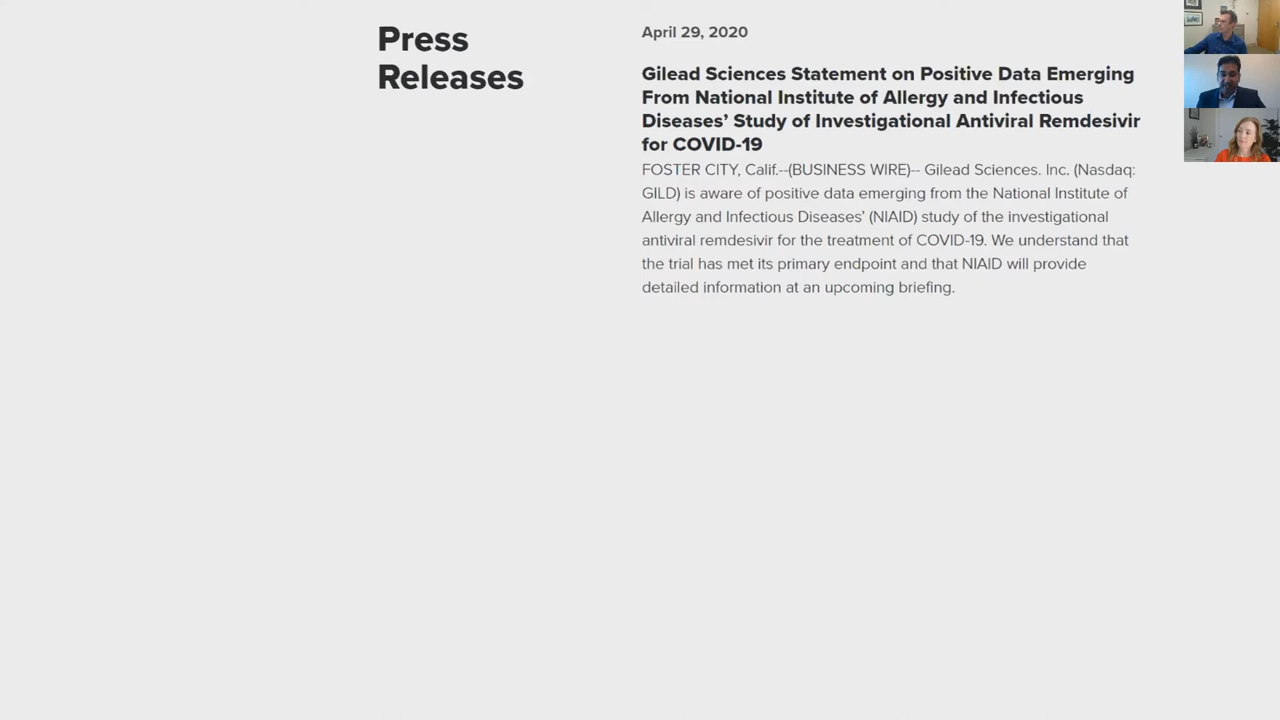 Press
Releases
April 29, 2020
Gilead Sciences Statement on Positive Data Emerging
From National Institute of Allergy and Infectious
Diseases’ Study of Investigational Antiviral Remdesivir
for COVID-19
FOSTER CITY, Calif.--(BUSINESS WIRE)-- Gilead Sciences. Inc. (Nasdaq:
GILD) is aware of positive data emerging from the National Institute of
Allergy and Infectious Diseases’ (NIAID) study of the investigational
antiviral remdesivir for the treatment of COVID-19. We understand that
the trial has met its primary endpoint and that NIAID will provide
detailed information at an upcoming briefing.